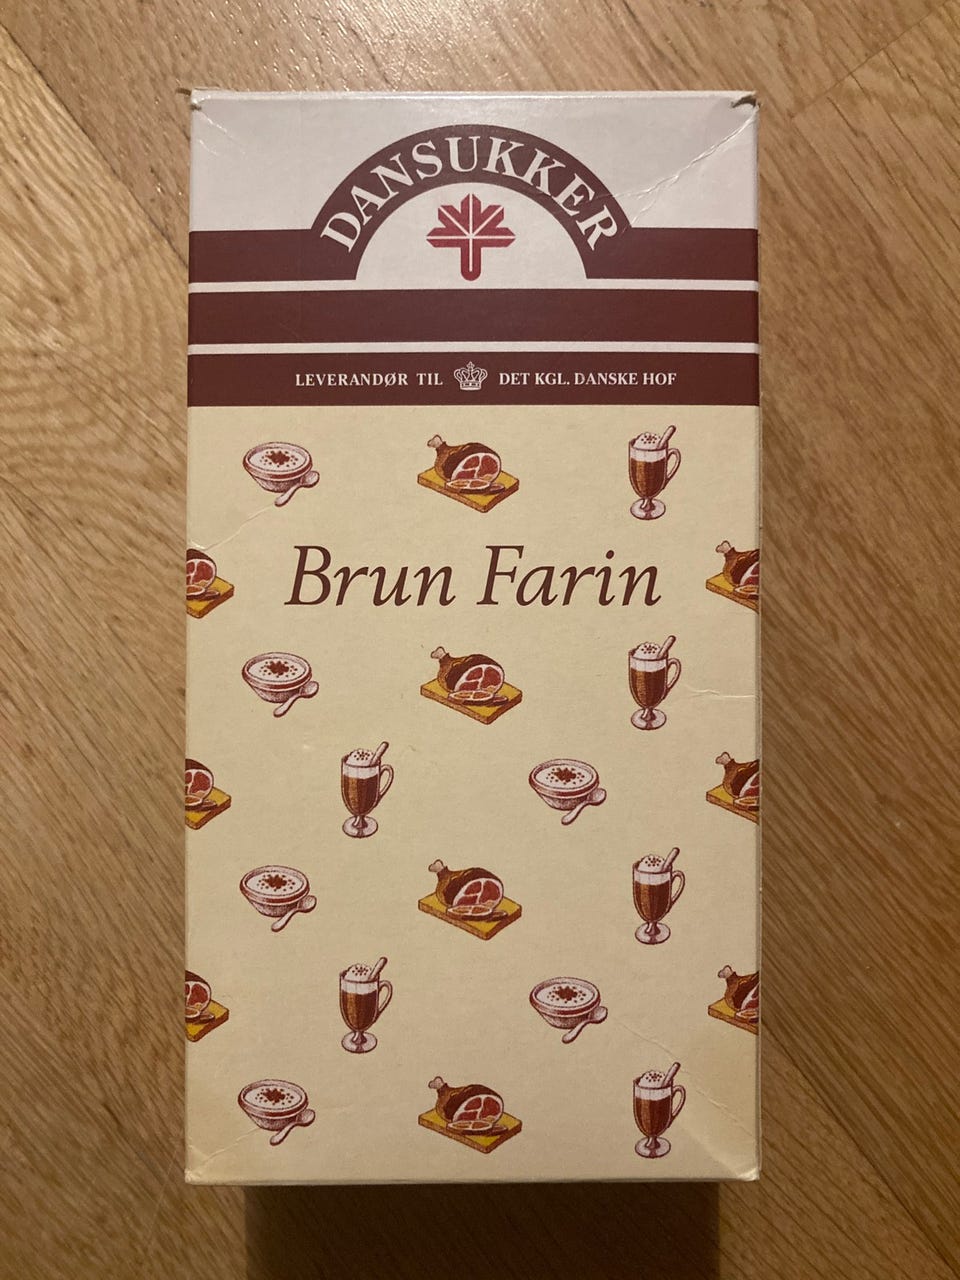 DANSUKKER
LEVERANDØR TIL DET KGL. DANSKE HOF
Brun Farin